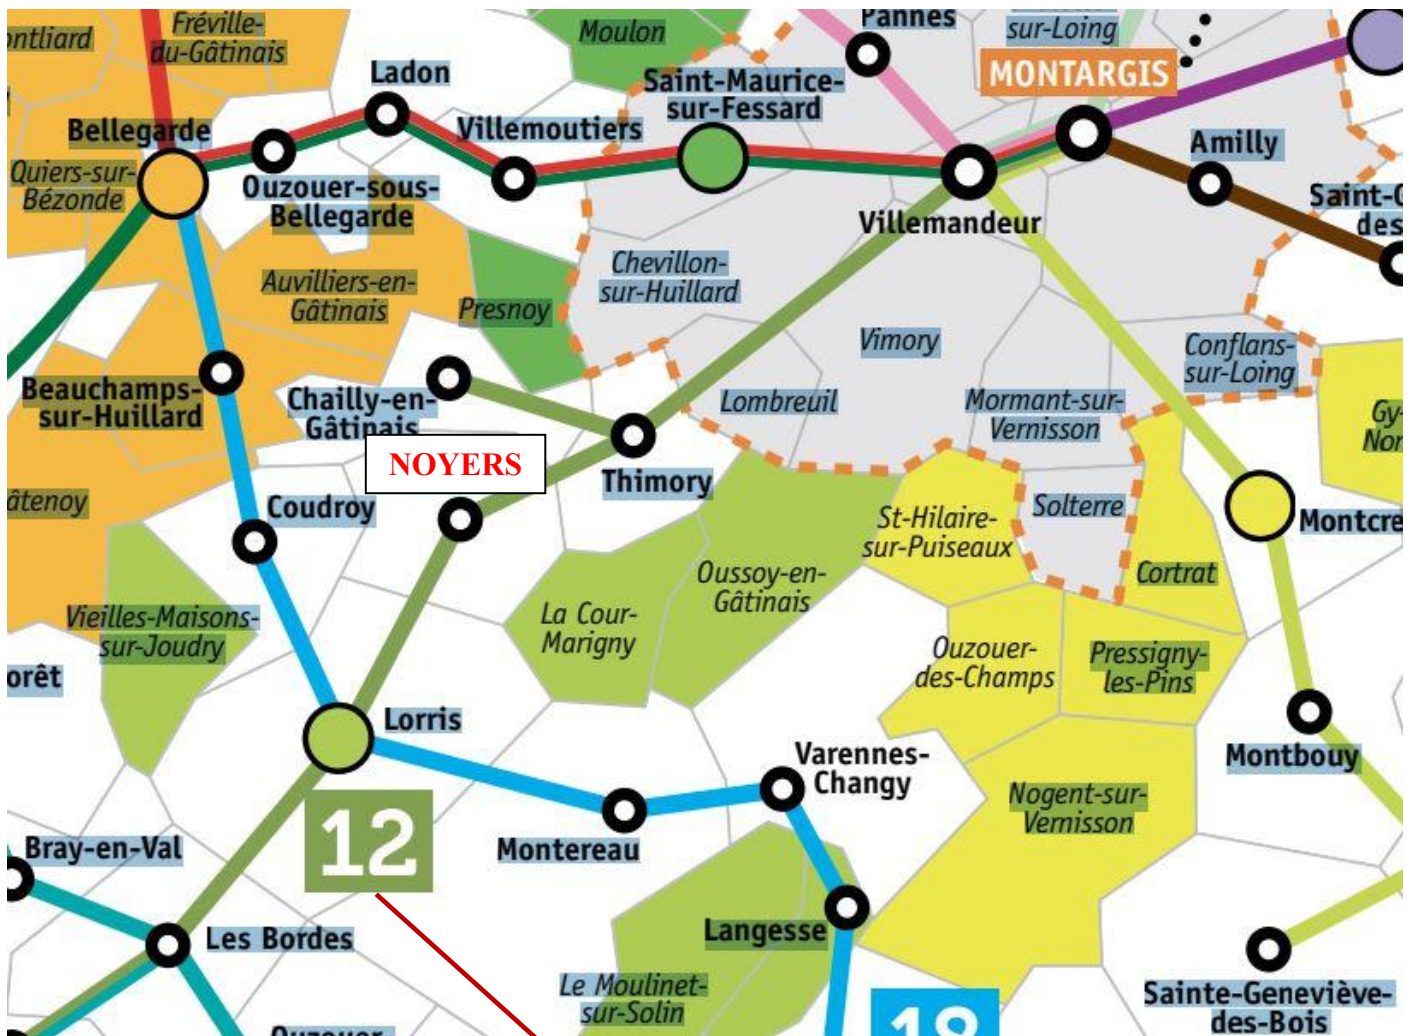 Fréville-
du-Gâtinais
Moulon
Pannes
sur-Loing
MONTARGIS
Ladon
Saint-Maurice-
sur-Fessard
Bellegarde
Villemoutiers
Amilly
Quiers-sur-
Bézonde
Ouzouer-sous-
Bellegarde
Villemandeur
Chevillon-
sur-Huillard
Auvilliers-en-
Gâtinais
Presnoy
Vimory
Conflans-
sur-Loing
Beauchamps-
sur-Huillard
Chailly-en-
Gâtinais
Lombreuil
Mormant-sur-
Vernisson
NOYERS
Thimory
Coudroy
Solterre
St-Hilaire-
sur-Puiseaux
Cortrat
Oussoy-en-
Gâtinais
La Cour-
Marigny
Vieilles-Maisons-
sur-Joudry
Ouzouer-
des-Champs
Pressigny-
les-Pins
Lorris
Varennes-
Changy
Montbouy
Nogent-sur-
Vernisson
12
Bray-en-Val
Montereau
Les Bordes
Langesse
Le Moulinet-
sur-Solin
Sainte-Geneviève-
des-Bois
18